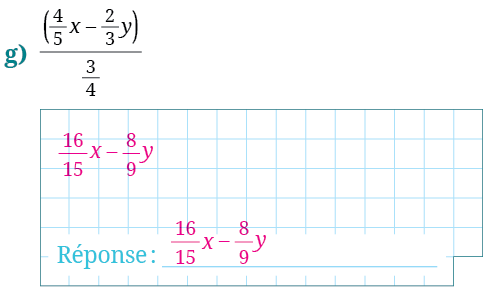 g) (4/5 x – 2/3 y) / (3/4)
16/15 x – 8/9 y
Réponse : 16/15 x – 8/9 y